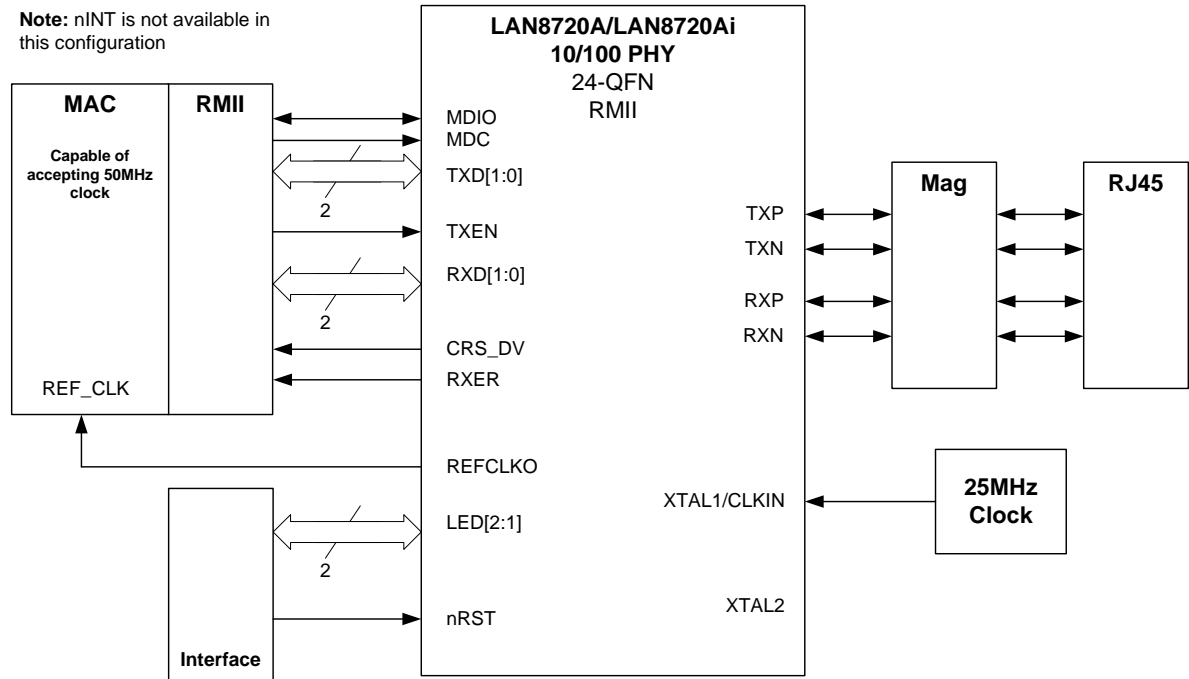 Note: nINT is not available in
this configuration
LAN8720A/LAN8720Ai
10/100 PHY
24-QFN
RMII
MAC
RMII
Capable of
accepting 50MHz
clock
REF_CLK
MDIO
MDC
TXD[1:0]
2
TXEN
RXD[1:0]
2
CRS_DV
RXER
REFCLKO
LED[2:1]
2
nRST
Interface
TXP
TXN
RXP
RXN
Mag
RJ45
XTAL1/CLKIN
25MHz
Clock
XTAL2